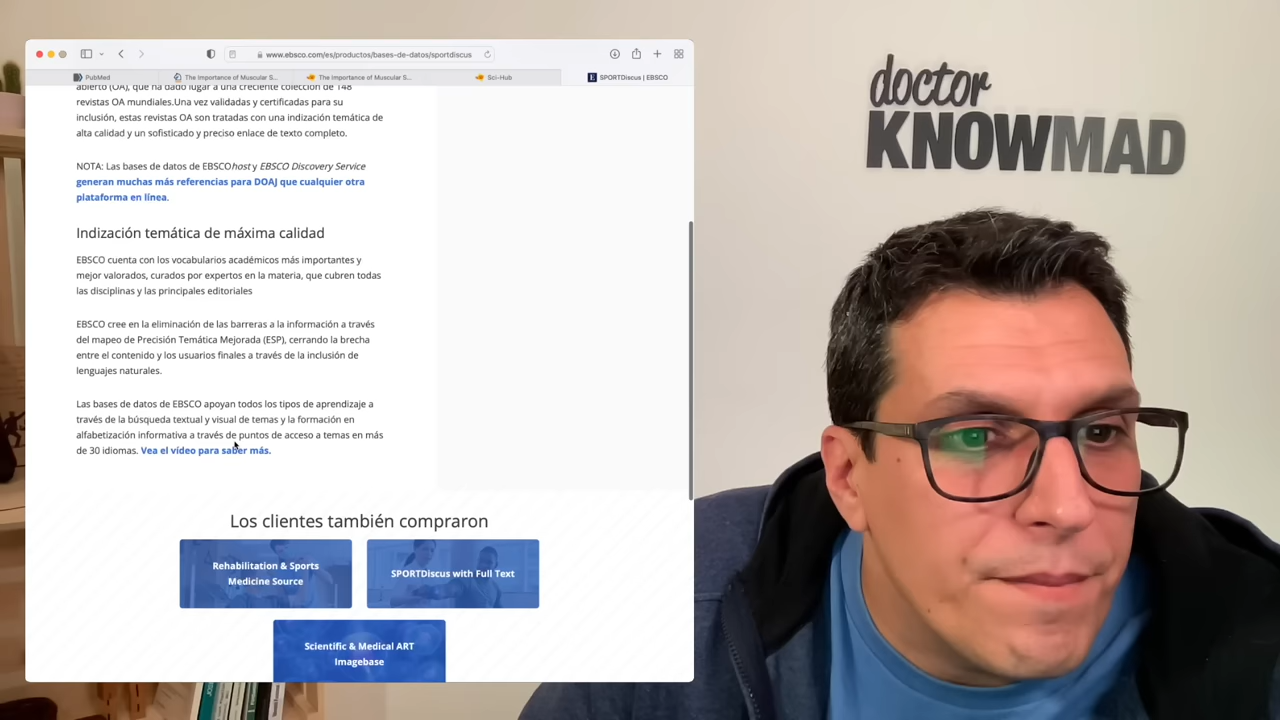 www.ebsco.com/es/productos/bases-de-datos/sportdiscus
PubMed
The Importance of Muscular S...
The Importance of Muscular S...
Sci-Hub
SPORTDiscus | EBSCO
abierto (OA), que ha dado lugar a una creciente colección de 148
revistas OA mundiales.Una vez validadas y certificadas para su
inclusión, estas revistas OA son tratadas con una indización temática de
alta calidad y un sofisticado y preciso enlace de texto completo.
NOTA: Las bases de datos de EBSCOhost y EBSCO Discovery Service
generan muchas más referencias para DOAJ que cualquier otra
plataforma en línea.
Indización temática de máxima calidad
EBSCO cuenta con los vocabularios académicos más importantes y
mejor valorados, curados por expertos en la materia, que cubren todas
las disciplinas y las principales editoriales
EBSCO cree en la eliminación de las barreras a la información a través
del mapeo de Precisión Temática Mejorada (ESP), cerrando la brecha
entre el contenido y los usuarios finales a través de la inclusión de
lenguajes naturales.
Las bases de datos de EBSCO apoyan todos los tipos de aprendizaje a
través de la búsqueda textual y visual de temas y la formación en
alfabetización informativa a través de puntos de acceso a temas en más
de 30 idiomas. Vea el vídeo para saber más.
Los clientes también compraron
Rehabilitation & Sports
Medicine Source
SPORTDiscus with Full Text
Scientific & Medical ART
Imagebase
doctor
KNOWMAD